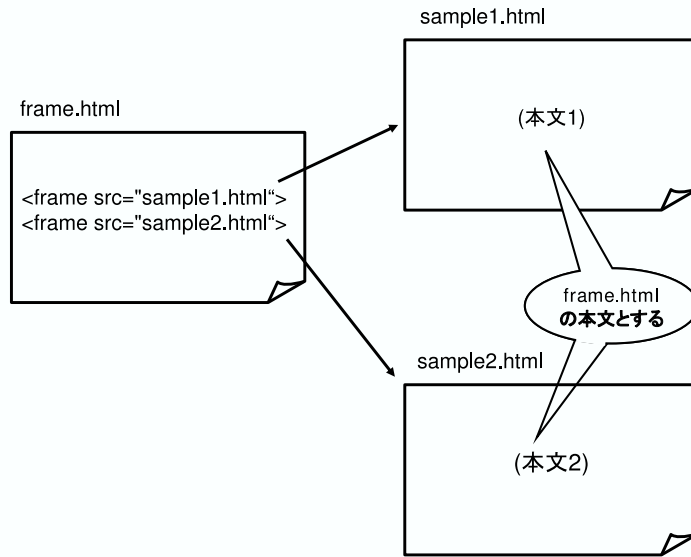 sample1.html
(本文1)
frame.html
<frame src="sample1.html“>
<frame src="sample2.html“>
frame.html
の本文とする
sample2.html
(本文2)